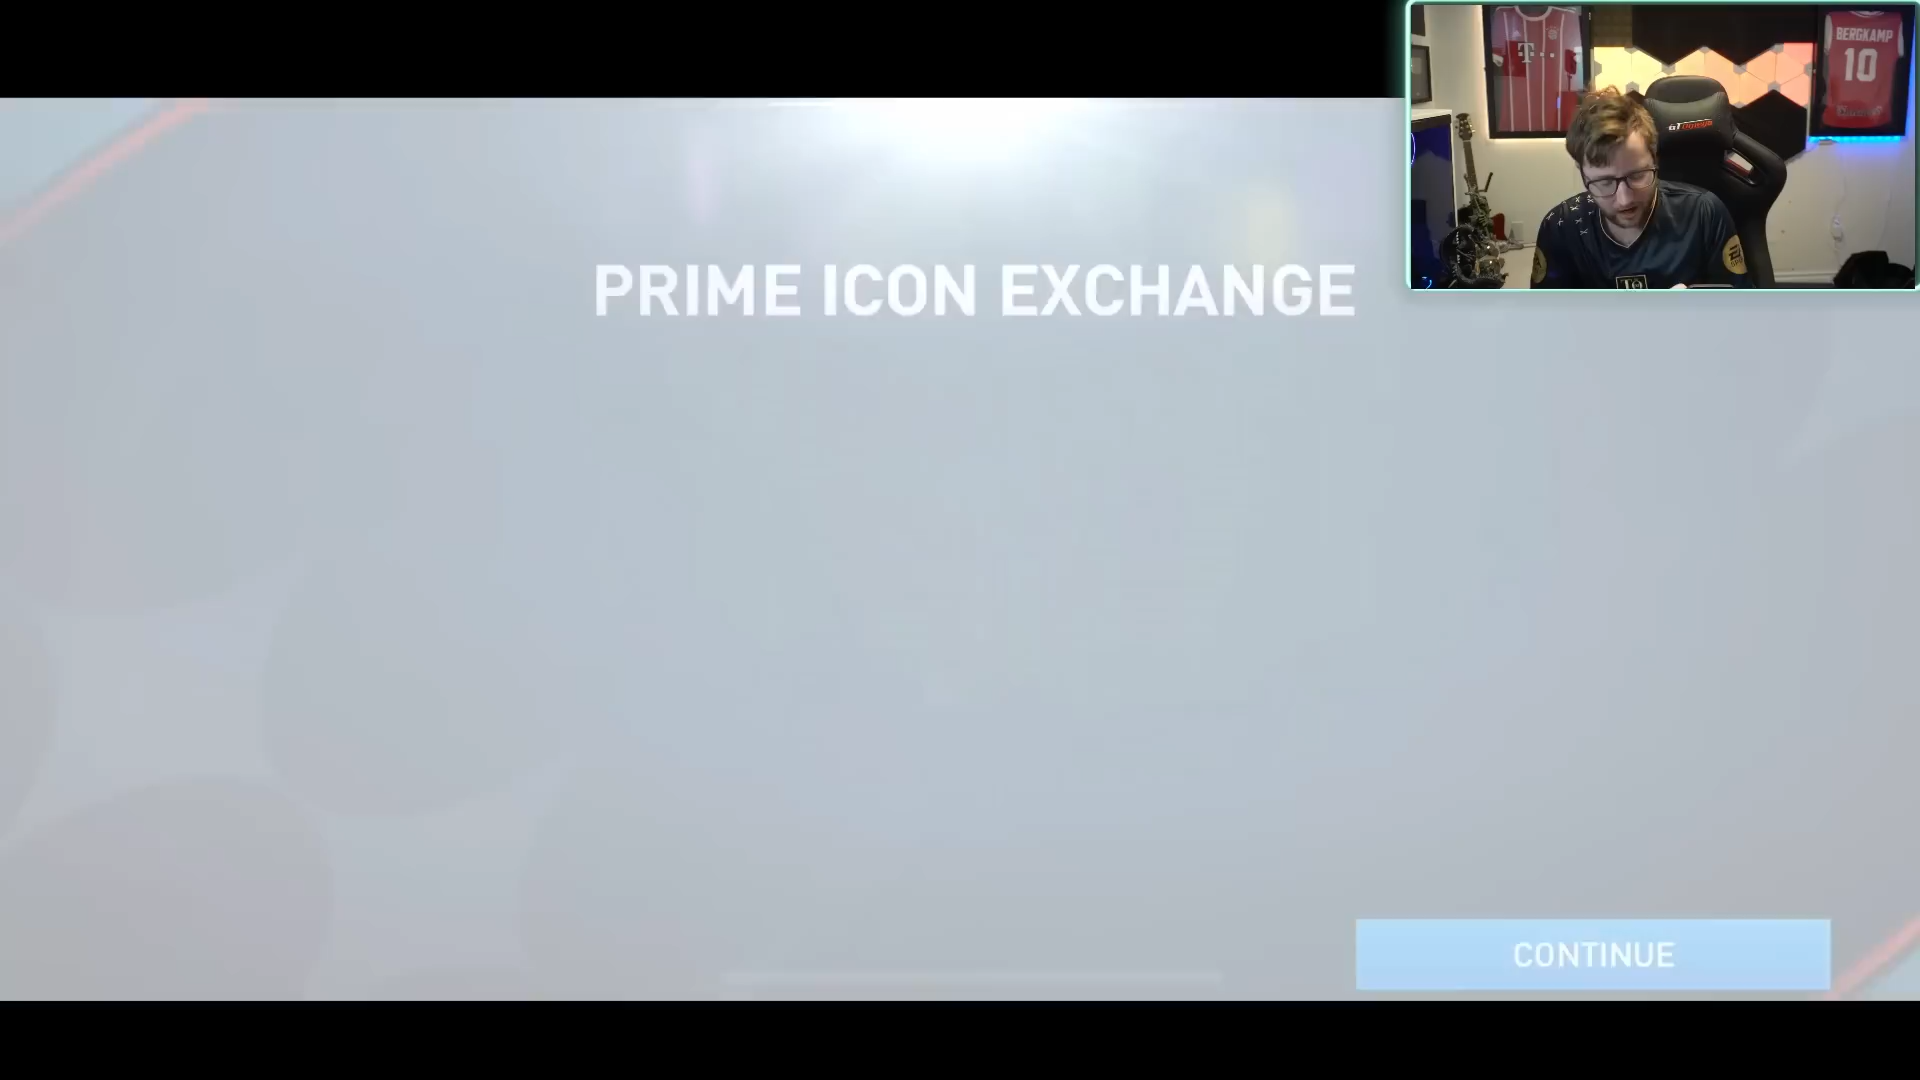 BERGKAMP
10
T
PRIME ICON EXCHANGE
CONTINUE